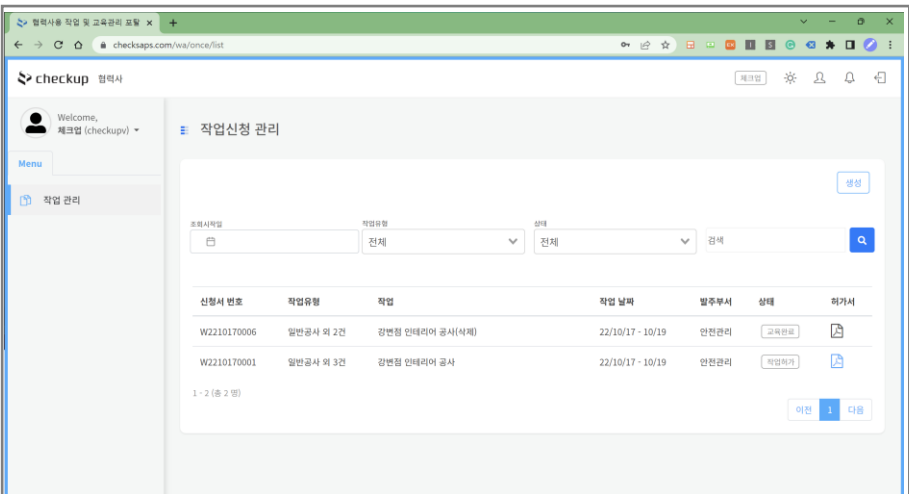 협력사용 작업 및 교육관리 포탈
checksaps.com/wa/once/list
checkup 협력사
체크업
Welcome,
체크업 (checkupv)
작업신청 관리
Menu
생성
작업 관리
조회시작일 작업유형 상태
전체 전체 검색
신청서 번호 작업유형 작업 작업 날짜 발주부서 상태 허가서
W2210170006 일반공사 외 2건 강변점 인테리어 공사(삭제) 22/10/17 - 10/19 안전관리 교육완료
W2210170001 일반공사 외 3건 강변점 인테리어 공사 22/10/17 - 10/19 안전관리 작업허가
1 - 2 (총 2 명)
이전 1 다음